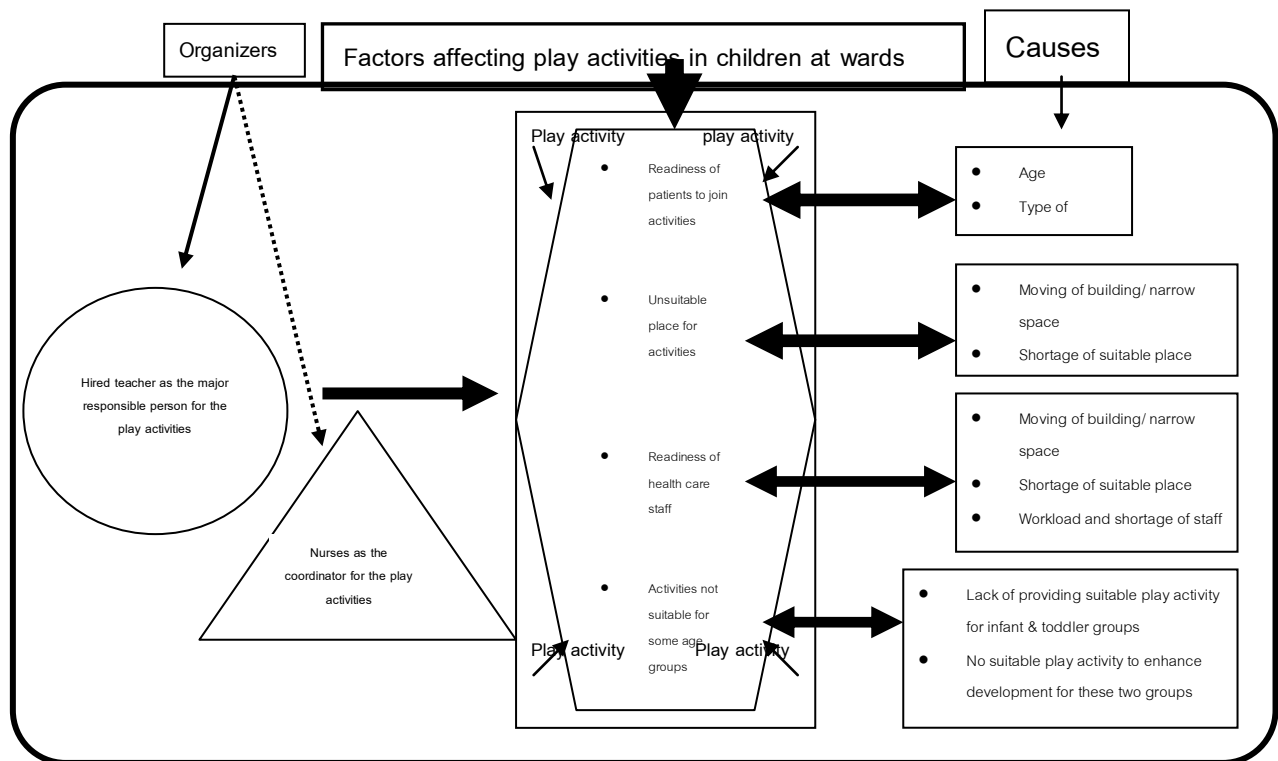 Organizers
Factors affecting play activities in children at wards
Causes
Play activity
play activity
Readiness of
patients to join
activities
Age
Type of
Unsuitable
place for
activities
Moving of building/ narrow
space
Shortage of suitable place
Hired teacher as the major
responsible person for the
play activities
Readiness of
health care
staff
Moving of building/ narrow
space
Shortage of suitable place
Workload and shortage of staff
Nurses as the
coordinator for the play
activities
Activities not
suitable for
some age
groups
Play activity
Play activity
Lack of providing suitable play activity
for infant & toddler groups
No suitable play activity to enhance
development for these two groups